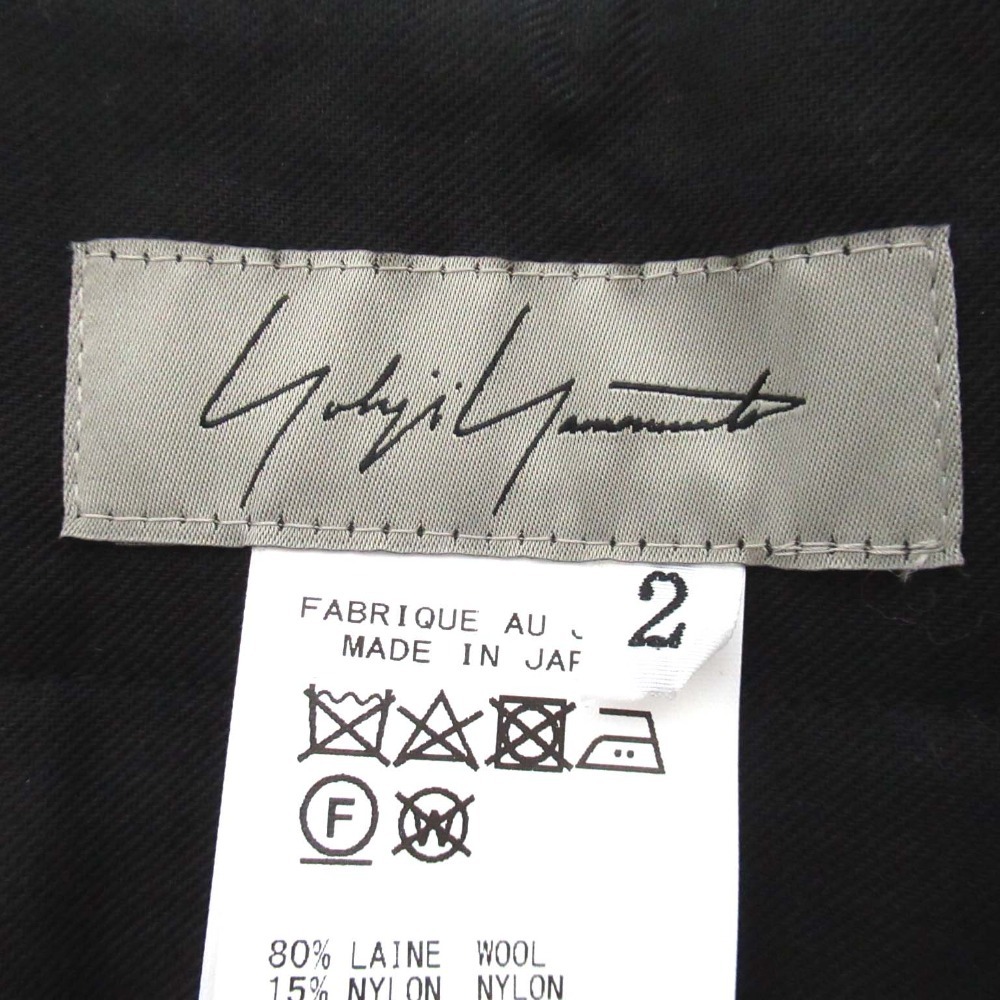 Yohji Yamamoto
2
FABRIQUE AU
MADE IN JAP
F
W
80% LAINE WOOL
15% NYLON NYLON